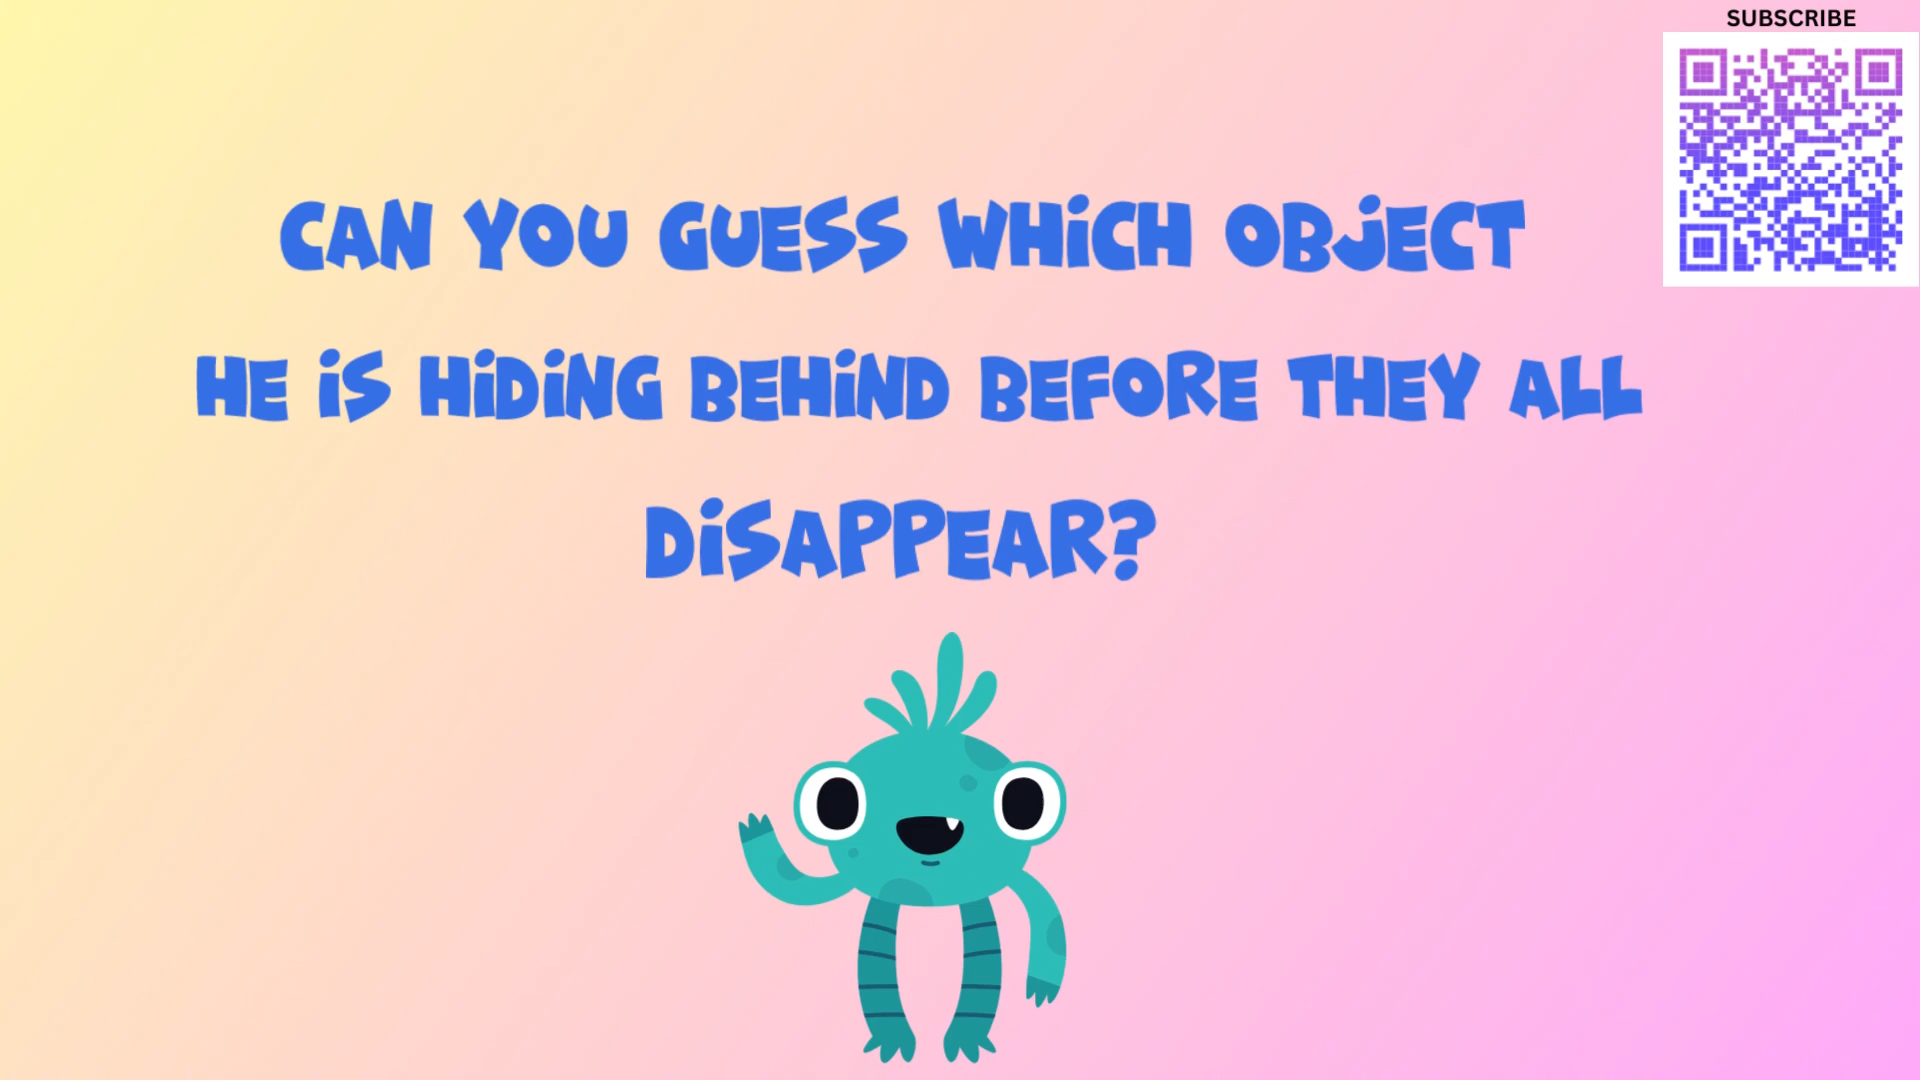 SUBSCRIBE
CAN YOU GUESS WHICH OBJECT
HE IS HIDING BEHIND BEFORE THEY ALL
DISAPPEAR?